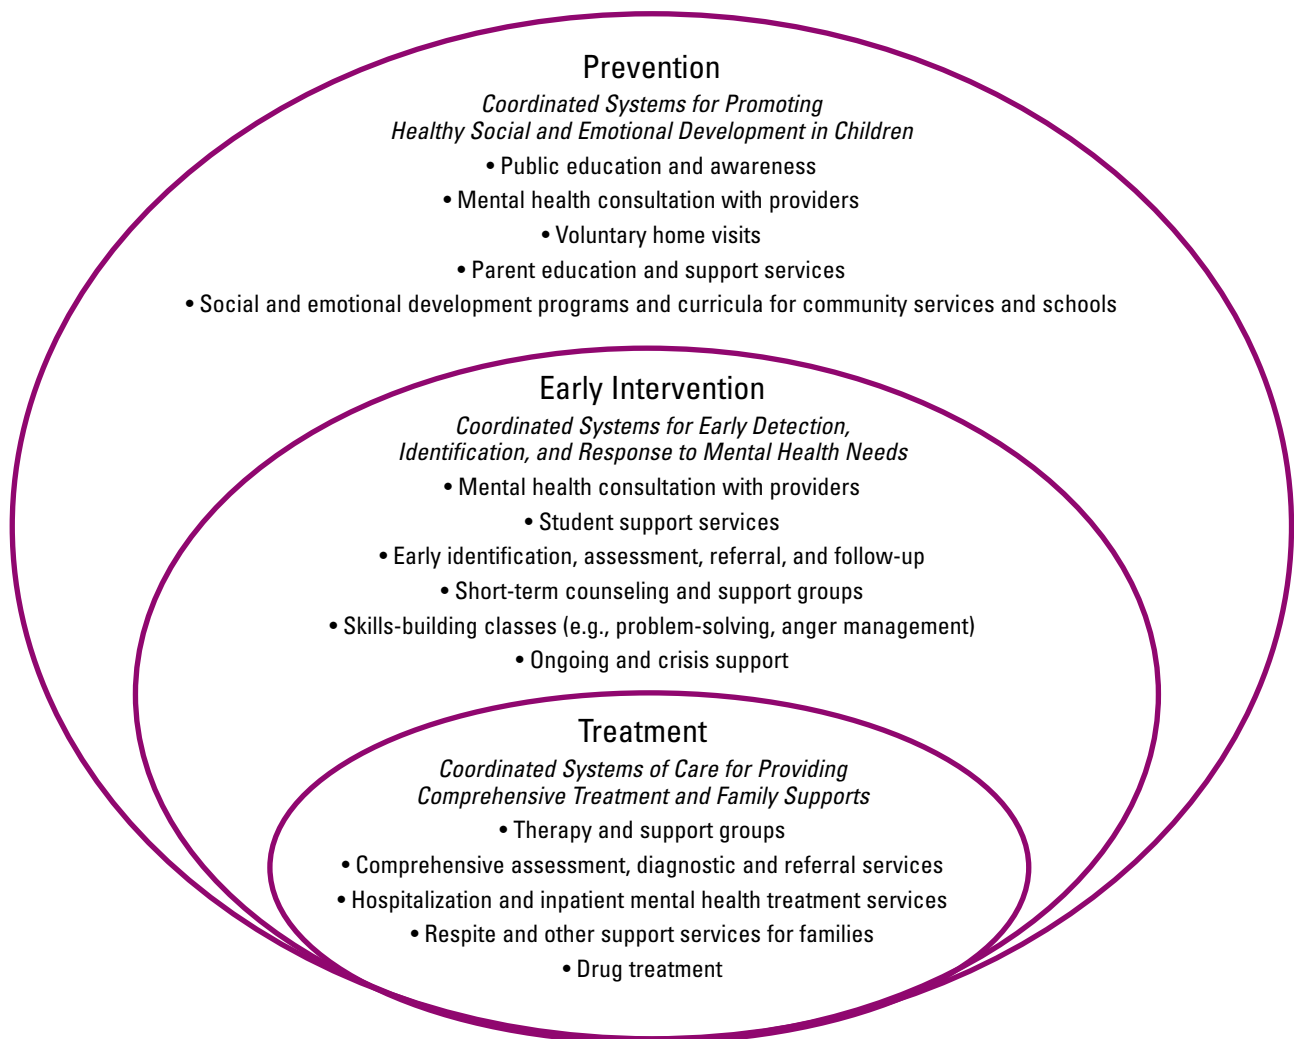 Prevention
Coordinated Systems for Promoting
Healthy Social and Emotional Development in Children
• Public education and awareness
• Mental health consultation with providers
• Voluntary home visits
• Parent education and support services
• Social and emotional development programs and curricula for community services and schools
Early Intervention
Coordinated Systems for Early Detection,
Identification, and Response to Mental Health Needs
• Mental health consultation with providers
• Student support services
• Early identification, assessment, referral, and follow-up
• Short-term counseling and support groups
• Skills-building classes (e.g., problem-solving, anger management)
• Ongoing and crisis support
Treatment
Coordinated Systems of Care for Providing
Comprehensive Treatment and Family Supports
• Therapy and support groups
• Comprehensive assessment, diagnostic and referral services
• Hospitalization and inpatient mental health treatment services
• Respite and other support services for families
• Drug treatment